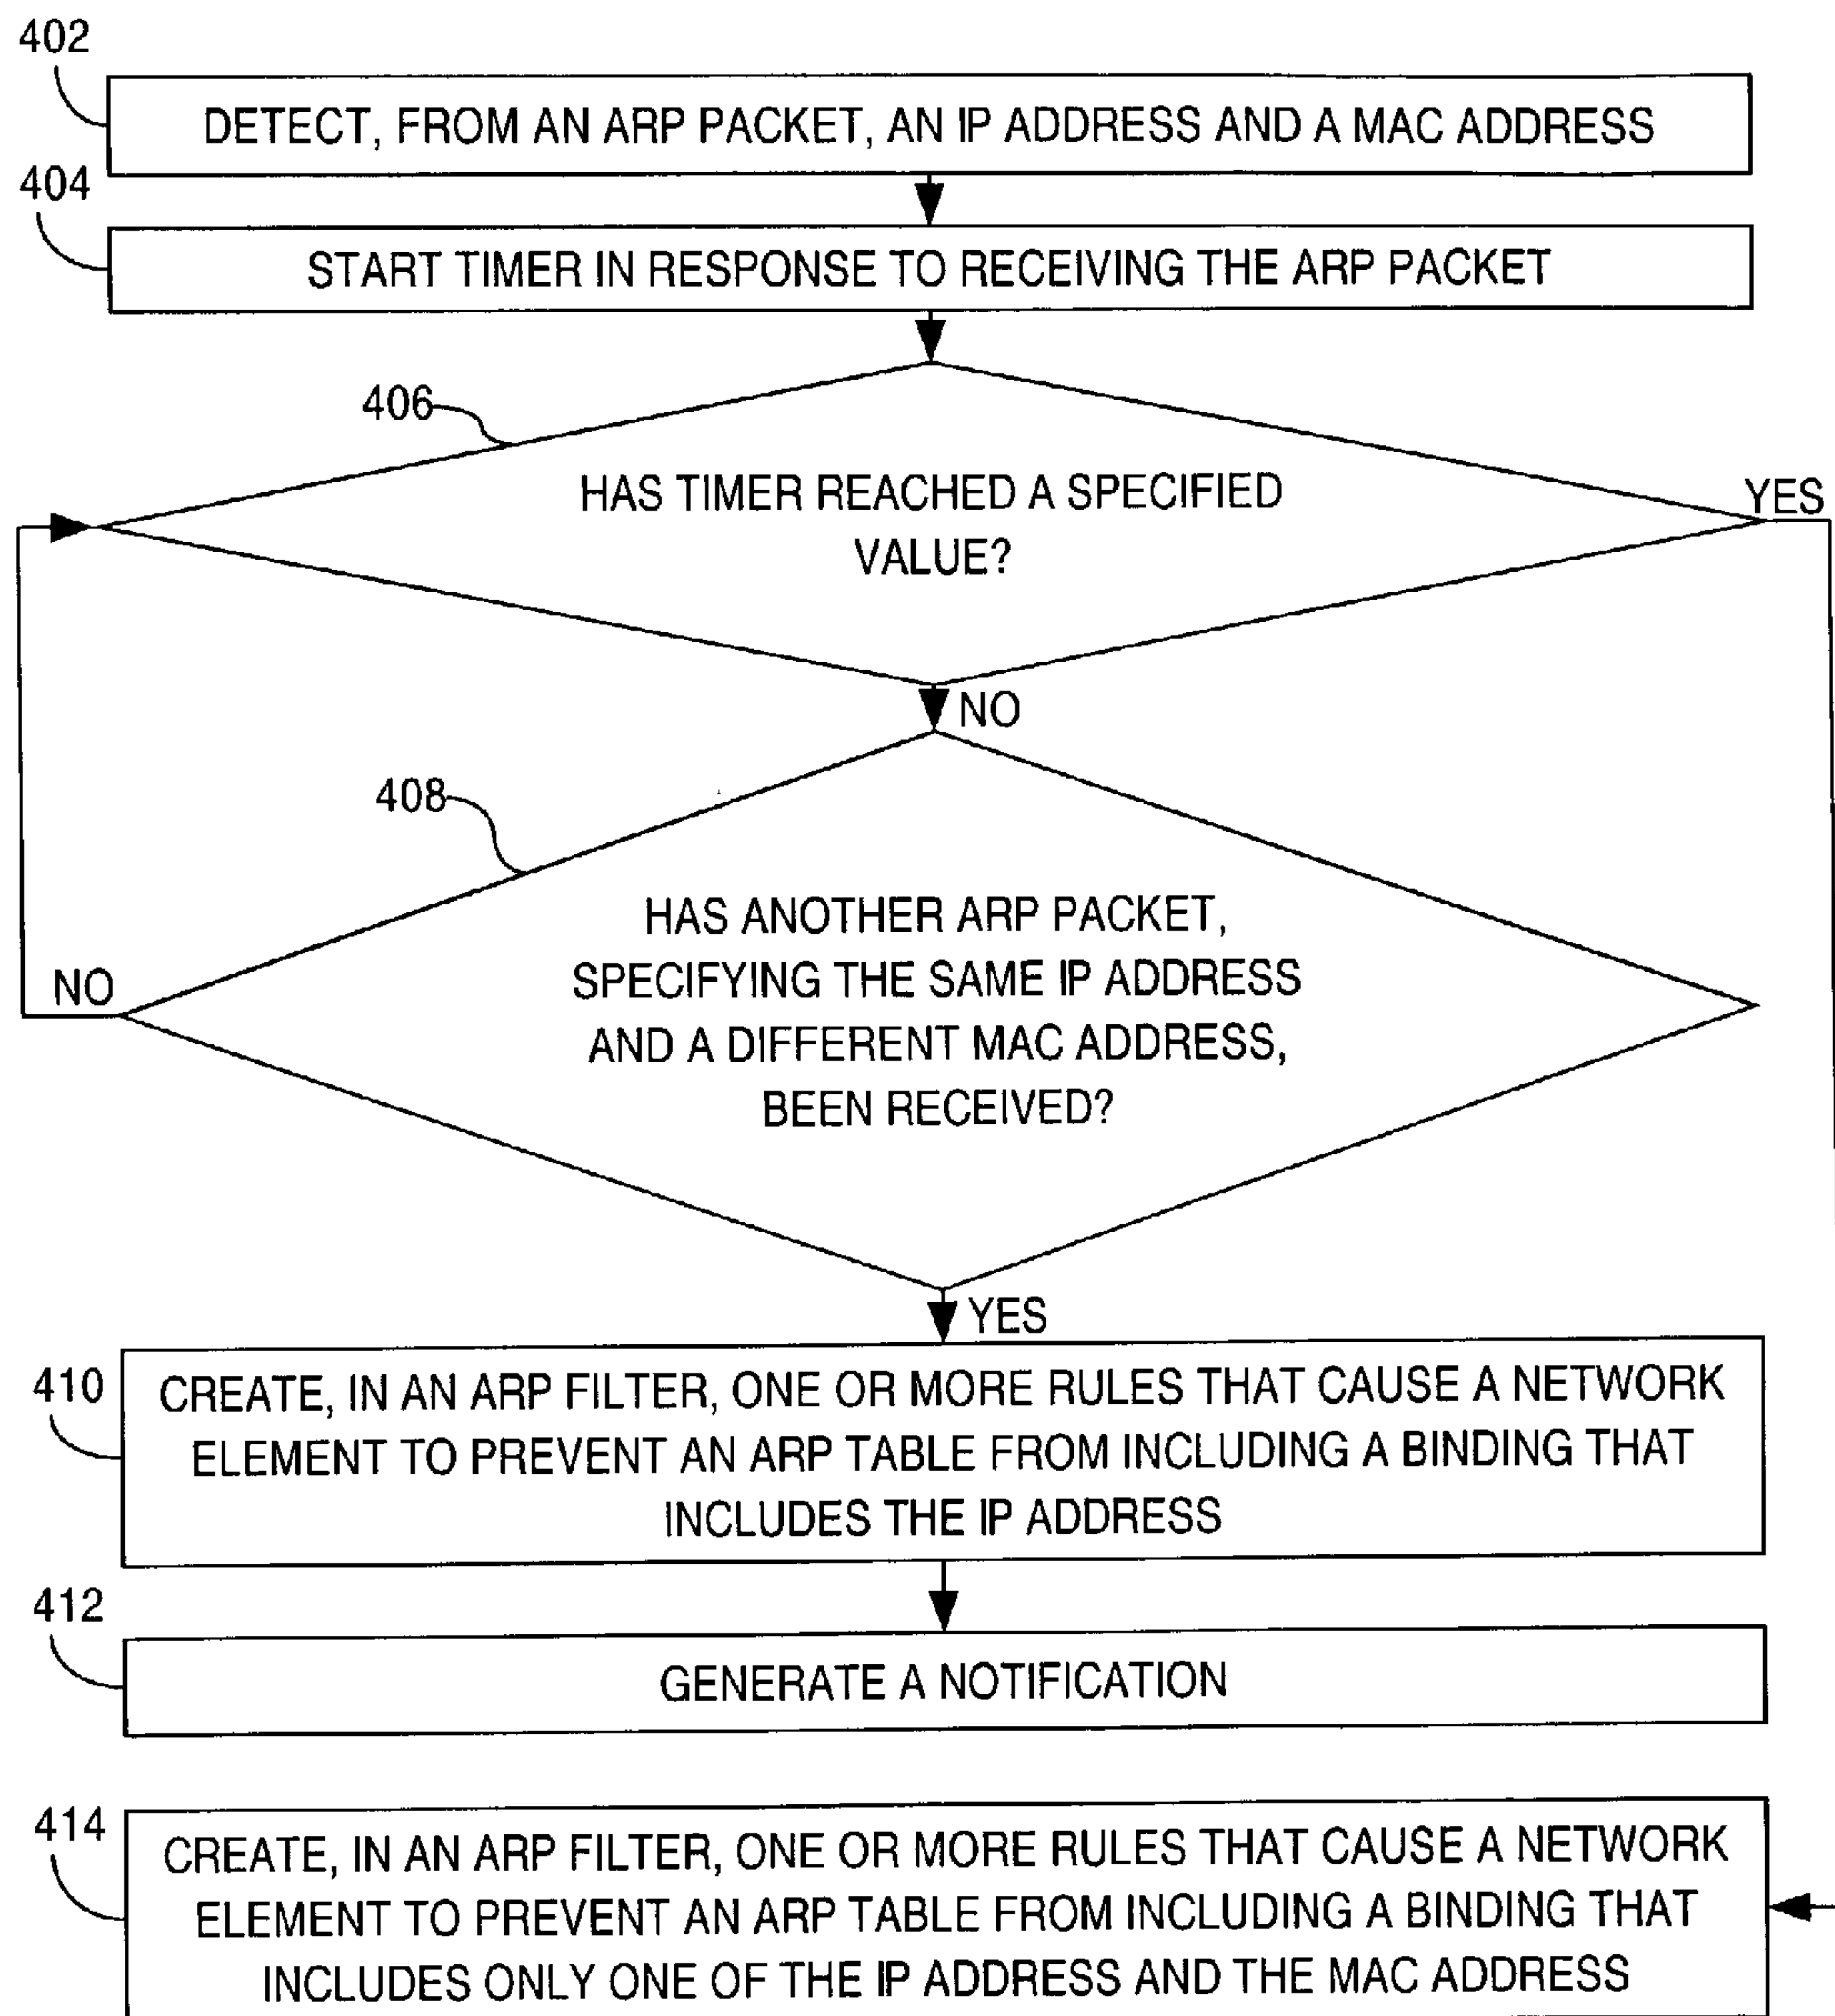 402
DETECT, FROM AN ARP PACKET, AN IP ADDRESS AND A MAC ADDRESS
404
START TIMER IN RESPONSE TO RECEIVING THE ARP PACKET
406
HAS TIMER REACHED A SPECIFIED
VALUE?
YES
NO
408
HAS ANOTHER ARP PACKET,
SPECIFYING THE SAME IP ADDRESS
AND A DIFFERENT MAC ADDRESS,
BEEN RECEIVED?
NO
YES
410
CREATE, IN AN ARP FILTER, ONE OR MORE RULES THAT CAUSE A NETWORK
ELEMENT TO PREVENT AN ARP TABLE FROM INCLUDING A BINDING THAT
INCLUDES THE IP ADDRESS
412
GENERATE A NOTIFICATION
414
CREATE, IN AN ARP FILTER, ONE OR MORE RULES THAT CAUSE A NETWORK
ELEMENT TO PREVENT AN ARP TABLE FROM INCLUDING A BINDING THAT
INCLUDES ONLY ONE OF THE IP ADDRESS AND THE MAC ADDRESS